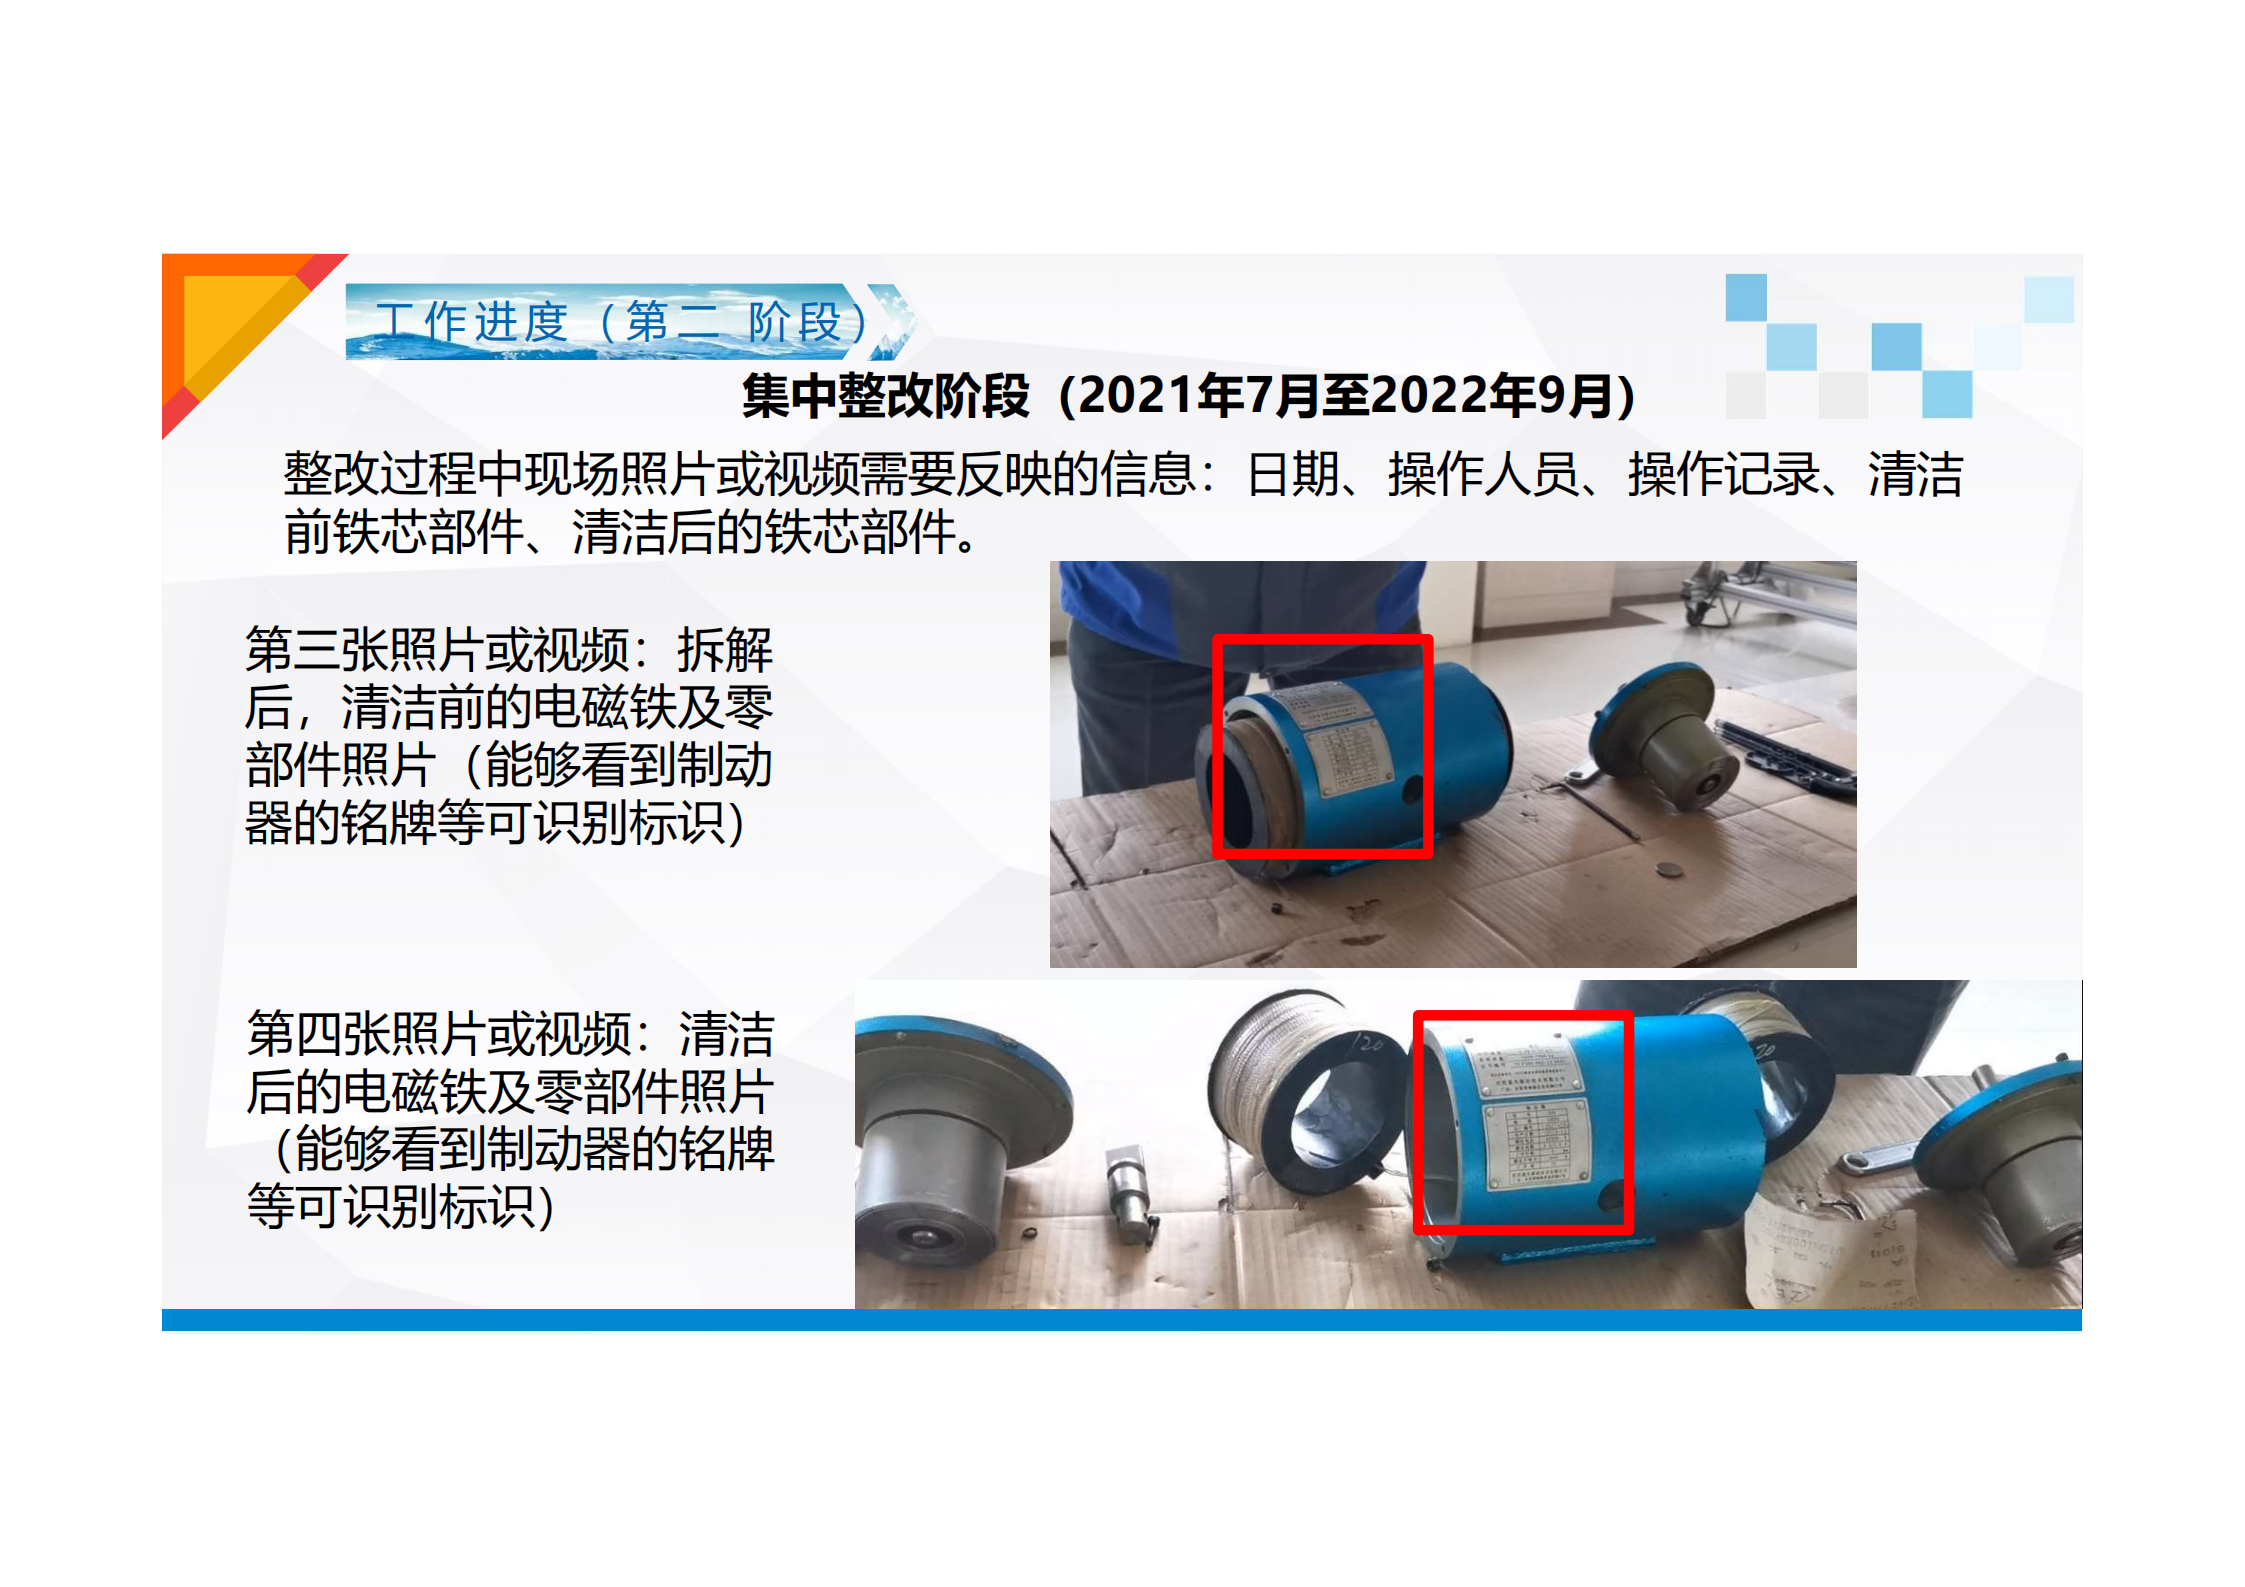 工作进度（第二 阶段）
集中整改阶段（2021年7月至2022年9月）
整改过程中现场照片或视频需要反映的信息：日期、操作人员、操作记录、清洁
前铁芯部件、清洁后的铁芯部件。
第三张照片或视频：拆解
后，清洁前的电磁铁及零
部件照片（能够看到制动
器的铭牌等可识别标识）
第四张照片或视频：清洁
后的电磁铁及零部件照片
（能够看到制动器的铭牌
等可识别标识）
120
20